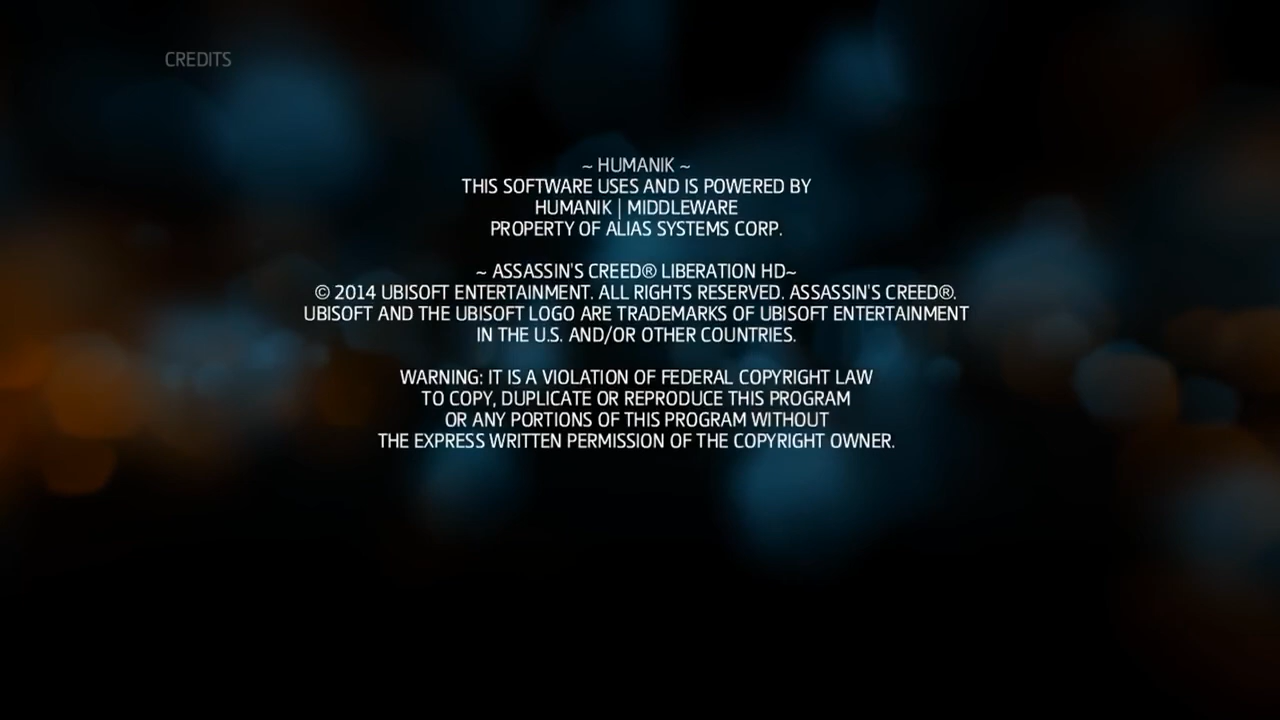 CREDITS
~ HUMANIK ~
THIS SOFTWARE USES AND IS POWERED BY
HUMANIK | MIDDLEWARE
PROPERTY OF ALIAS SYSTEMS CORP.
~ ASSASSIN'S CREED® LIBERATION HD~
© 2014 UBISOFT ENTERTAINMENT. ALL RIGHTS RESERVED. ASSASSIN'S CREED®.
UBISOFT AND THE UBISOFT LOGO ARE TRADEMARKS OF UBISOFT ENTERTAINMENT
IN THE U.S. AND/OR OTHER COUNTRIES.
WARNING: IT IS A VIOLATION OF FEDERAL COPYRIGHT LAW
TO COPY, DUPLICATE OR REPRODUCE THIS PROGRAM
OR ANY PORTIONS OF THIS PROGRAM WITHOUT
THE EXPRESS WRITTEN PERMISSION OF THE COPYRIGHT OWNER.